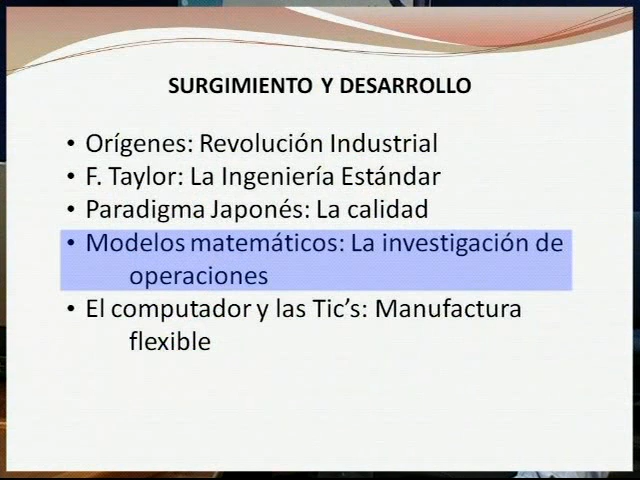 SURGIMIENTO Y DESARROLLO
• Orígenes: Revolución Industrial
• F. Taylor: La Ingeniería Estándar
• Paradigma Japonés: La calidad
• Modelos matemáticos: La investigación de
operaciones
• El computador y las Tic's: Manufactura
flexible